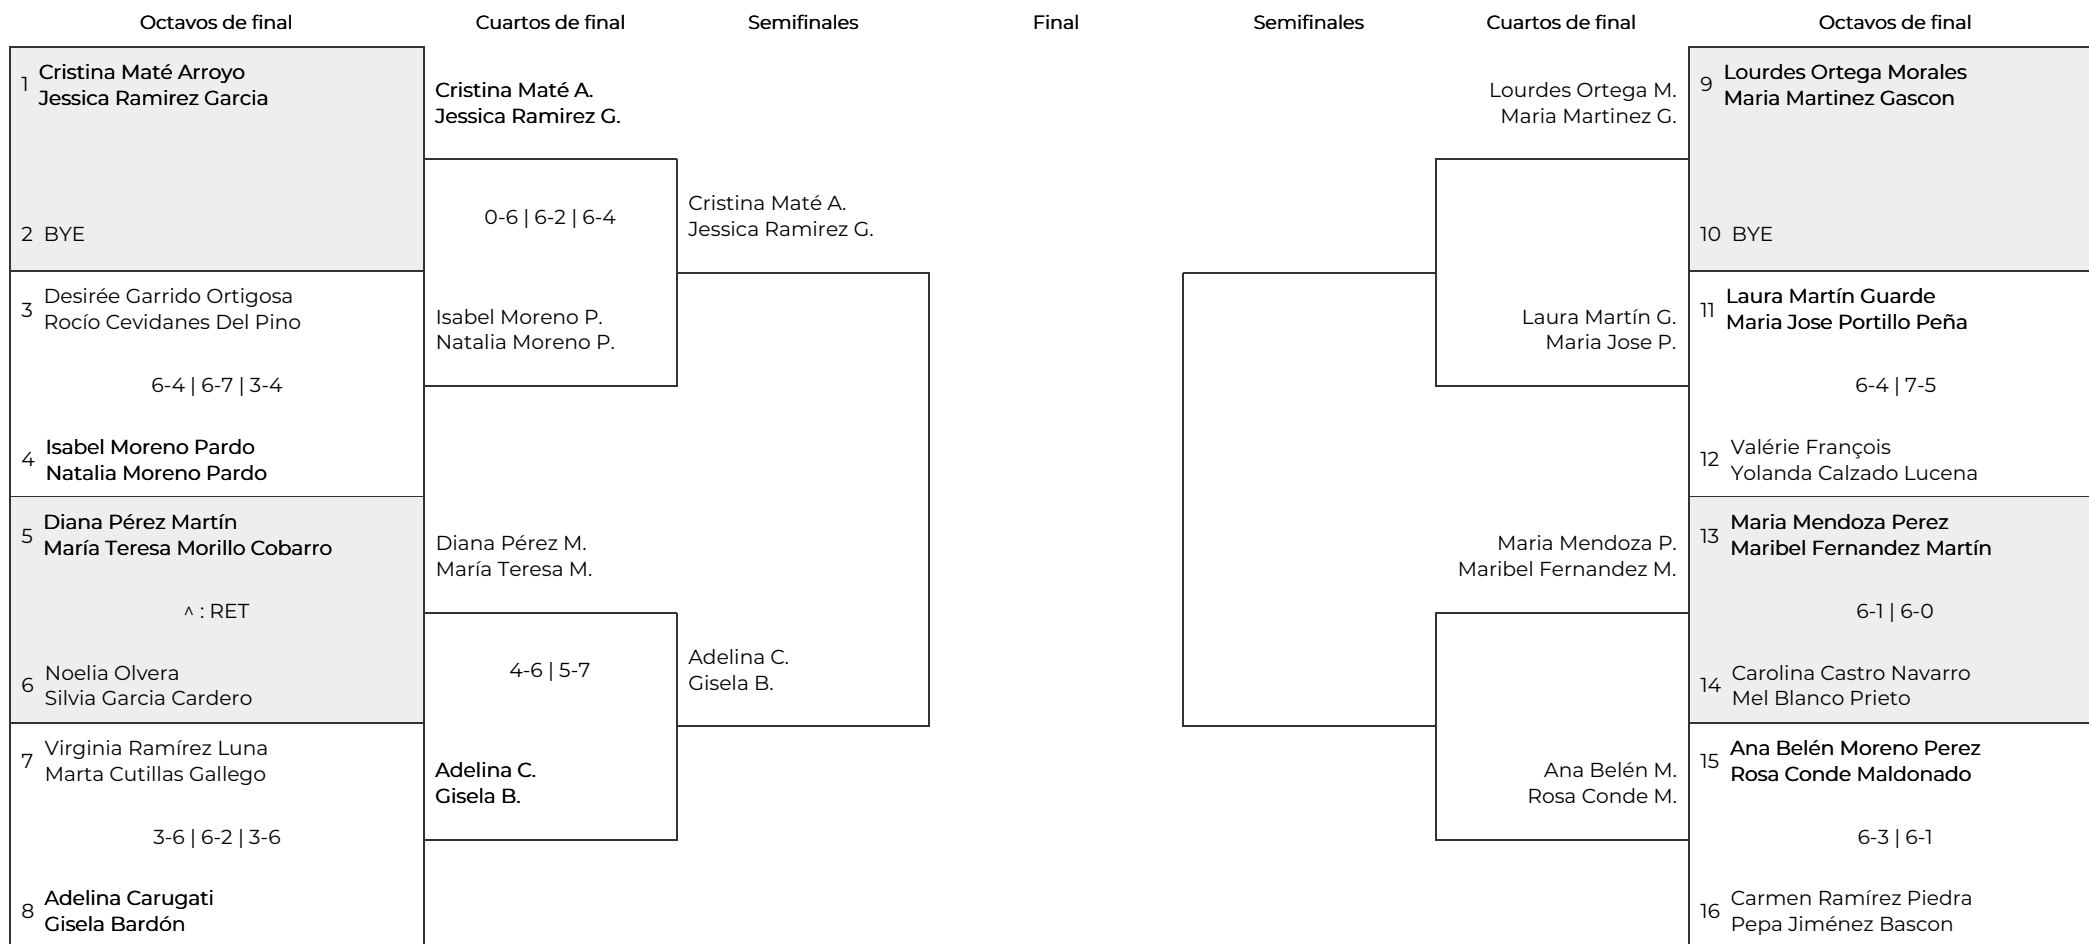 Octavos de final
Cuartos de final
Semifinales
Final
Semifinales
Cuartos de final
Octavos de final
1 Cristina Maté Arroyo
Jessica Ramirez Garcia
2 BYE
3 Desirée Garrido Ortigosa
Rocío Cevidanes Del Pino
6-4 | 6-7 | 3-4
4 Isabel Moreno Pardo
Natalia Moreno Pardo
5 Diana Pérez Martín
María Teresa Morillo Cobarro
^ : RET
6 Noelia Olvera
Silvia Garcia Cardero
7 Virginia Ramírez Luna
Marta Cutillas Gallego
3-6 | 6-2 | 3-6
8 Adelina Carugati
Gisela Bardón
Cristina Maté A.
Jessica Ramirez G.
0-6 | 6-2 | 6-4
Isabel Moreno P.
Natalia Moreno P.
Diana Pérez M.
María Teresa M.
4-6 | 5-7
Adelina C.
Gisela B.
Cristina Maté A.
Jessica Ramirez G.
Adelina C.
Gisela B.
Lourdes Ortega M.
Maria Martinez G.
Laura Martín G.
Maria Jose P.
Maria Mendoza P.
Maribel Fernandez M.
Ana Belén M.
Rosa Conde M.
9 Lourdes Ortega Morales
Maria Martinez Gascon
10 BYE
11 Laura Martín Guarde
Maria Jose Portillo Peña
6-4 | 7-5
12 Valérie François
Yolanda Calzado Lucena
13 Maria Mendoza Perez
Maribel Fernandez Martín
6-1 | 6-0
14 Carolina Castro Navarro
Mel Blanco Prieto
15 Ana Belén Moreno Perez
Rosa Conde Maldonado
6-3 | 6-1
16 Carmen Ramírez Piedra
Pepa Jiménez Bascon